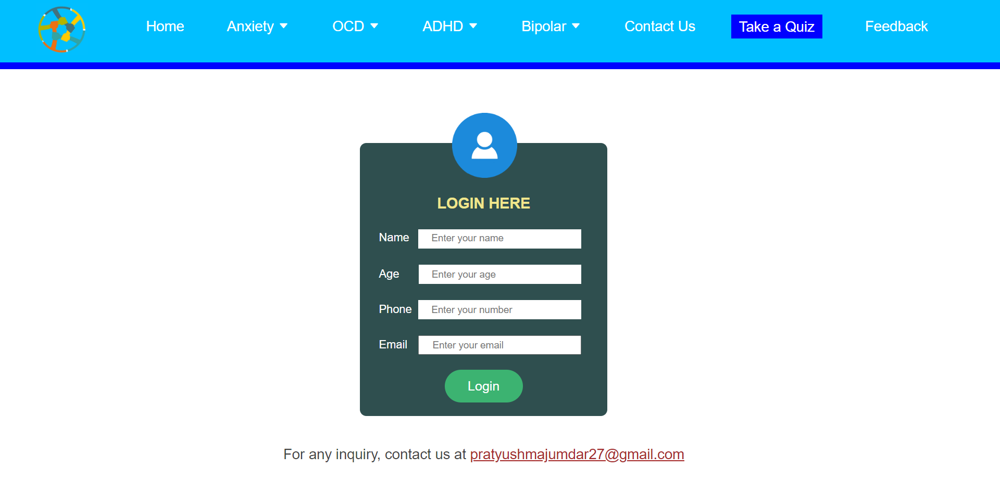 Home Anxiety OCD ADHD Bipolar Contact Us Take a Quiz Feedback
LOGIN HERE
Name Enter your name
Age Enter your age
Phone Enter your number
Email Enter your email
Login
For any inquiry, contact us at pratyushmajumdar27@gmail.com